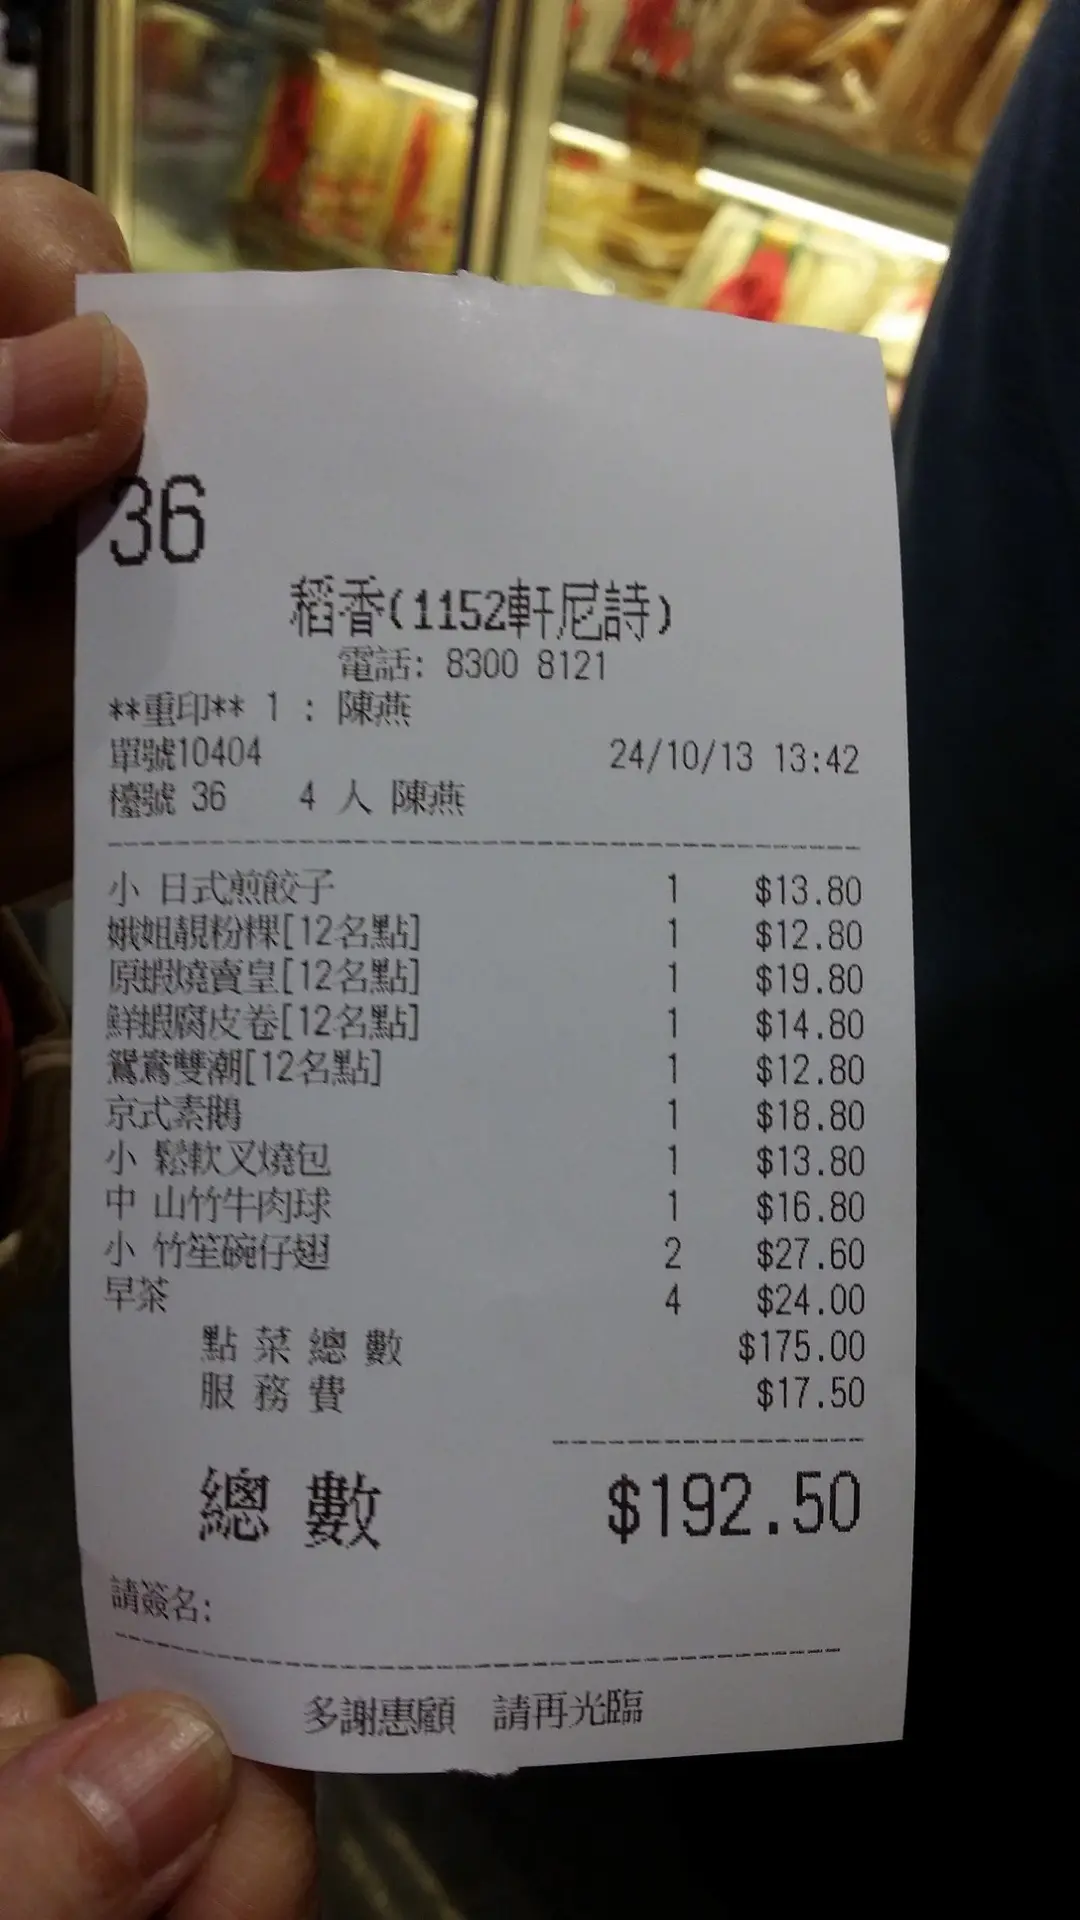 36
稻香(1152軒尼詩)
電話: 8300 8121
**重印** 1 : 陳燕
單號10404 24/10/13 13:42
檯號 36 4 人 陳燕
小 日式煎餃子 1 $13.80
娥姐靚粉粿[12名點] 1 $12.80
原蝦燒賣皇[12名點] 1 $19.80
鮮蝦腐皮卷[12名點] 1 $14.80
鴛鴦雙潮[12名點] 1 $12.80
京式素鵝 1 $18.80
小 鬆軟叉燒包 1 $13.80
中 山竹牛肉球 1 $16.80
小 竹笙碗仔翅 2 $27.60
早茶 4 $24.00
點菜總數 $175.00
服務費 $17.50
總數 $192.50
請簽名:
多謝惠顧 請再光臨